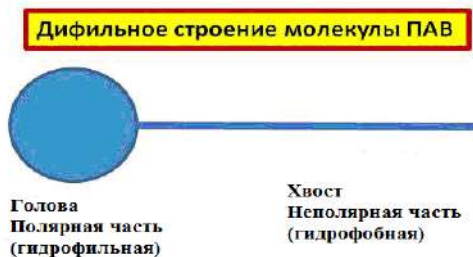 Дифильное строение молекулы ПАВ
Голова
Полярная часть
(гидрофильная)
Хвост
Неполярная часть
(гидрофобная)